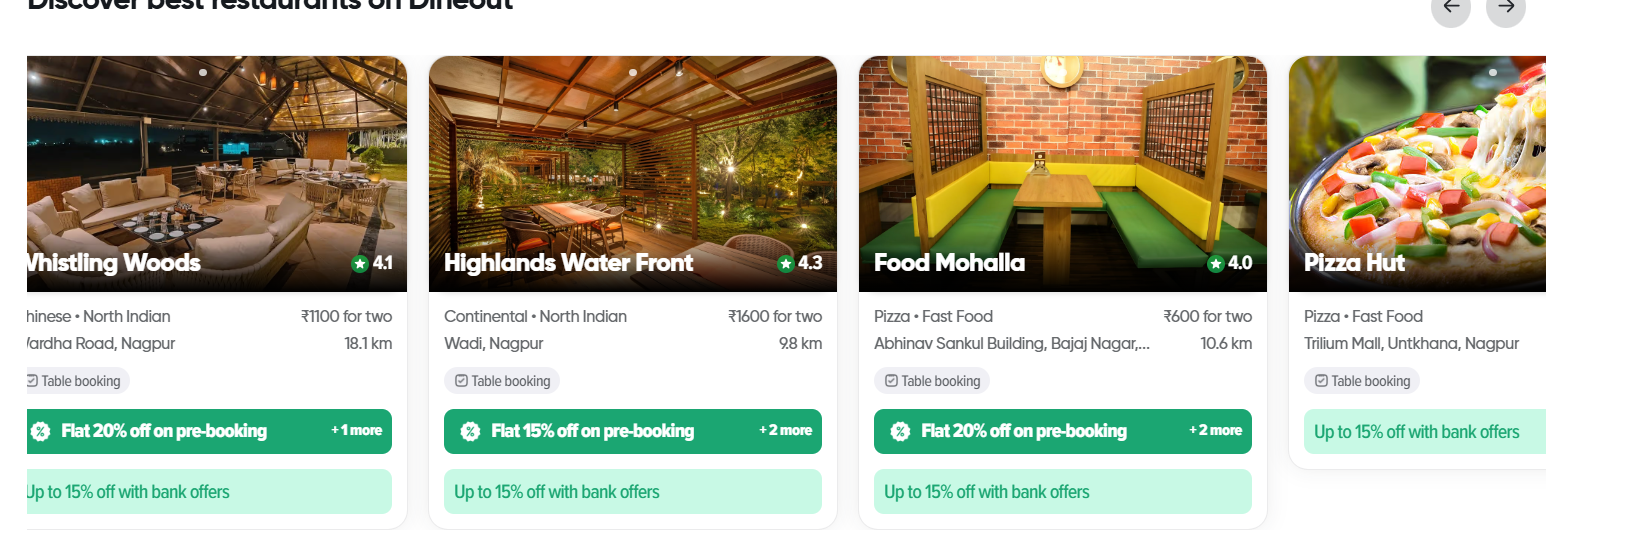 Discover best restaurants on Dineout
Whistling Woods
4.1
hinese • North Indian
₹1100 for two
Wardha Road, Nagpur
18.1 km
Table booking
Flat 20% off on pre-booking
+ 1 more
Up to 15% off with bank offers
Highlands Water Front
4.3
Continental • North Indian
₹1600 for two
Wadi, Nagpur
9.8 km
Table booking
Flat 15% off on pre-booking
+ 2 more
Up to 15% off with bank offers
Food Mohalla
4.0
Pizza • Fast Food
₹600 for two
Abhinav Sankul Building, Bajaj Nagar,...
10.6 km
Table booking
Flat 20% off on pre-booking
+ 2 more
Up to 15% off with bank offers
Pizza Hut
Pizza • Fast Food
Trilium Mall, Untkhana, Nagpur
Table booking
Up to 15% off with bank offers